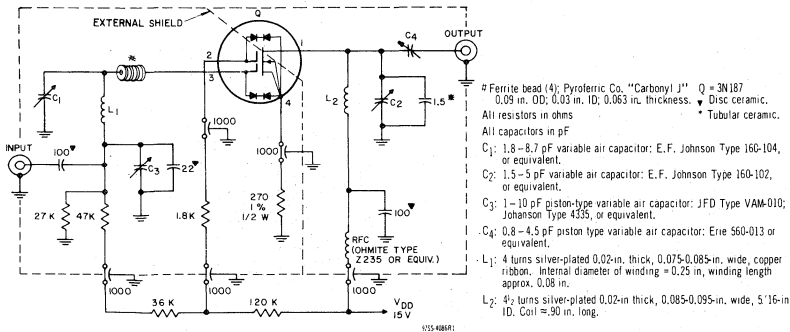 EXTERNAL SHIELD
Q
OUTPUT
C4
*
2
3
4
C1
L1
L2
C2
1.5 *
1000
1000
INPUT
100▼
C3
22▼
27 K
47K
1.8K
270
1 %
1/2 W
100▼
RFC
(OHMITE TYPE
Z235 OR EQUIV.)
1000
1000
1000
36 K
120 K
VDD
15 V
92SS-4086R1
# Ferrite bead (4); Pyroferric Co. "Carbonyl J" Q = 3N187
0.09 in. OD; 0.03 in. ID; 0.063 in. thickness. ▼ Disc ceramic.
All resistors in ohms * Tubular ceramic.
All capacitors in pF
C1: 1.8 - 8.7 pF variable air capacitor: E.F. Johnson Type 160-104,
or equivalent.
C2: 1.5 - 5 pF variable air capacitor: E.F. Johnson Type 160-102,
or equivalent.
C3: 1 - 10 pF piston-type variable air capacitor: JFD Type VAM-010;
Johanson Type 4335, or equivalent.
C4: 0.8 - 4.5 pF piston type variable air capacitor: Erie 560-013 or
equivalent.
L1: 4 turns silver-plated 0.02-in. thick, 0.075-0.085-in. wide, copper
ribbon. Internal diameter of winding = 0.25 in, winding length
approx. 0.08 in.
L2: 4½ turns silver-plated 0.02-in thick, 0.085-0.095-in. wide, 5/16-in
ID. Coil ≈.90 in. long.